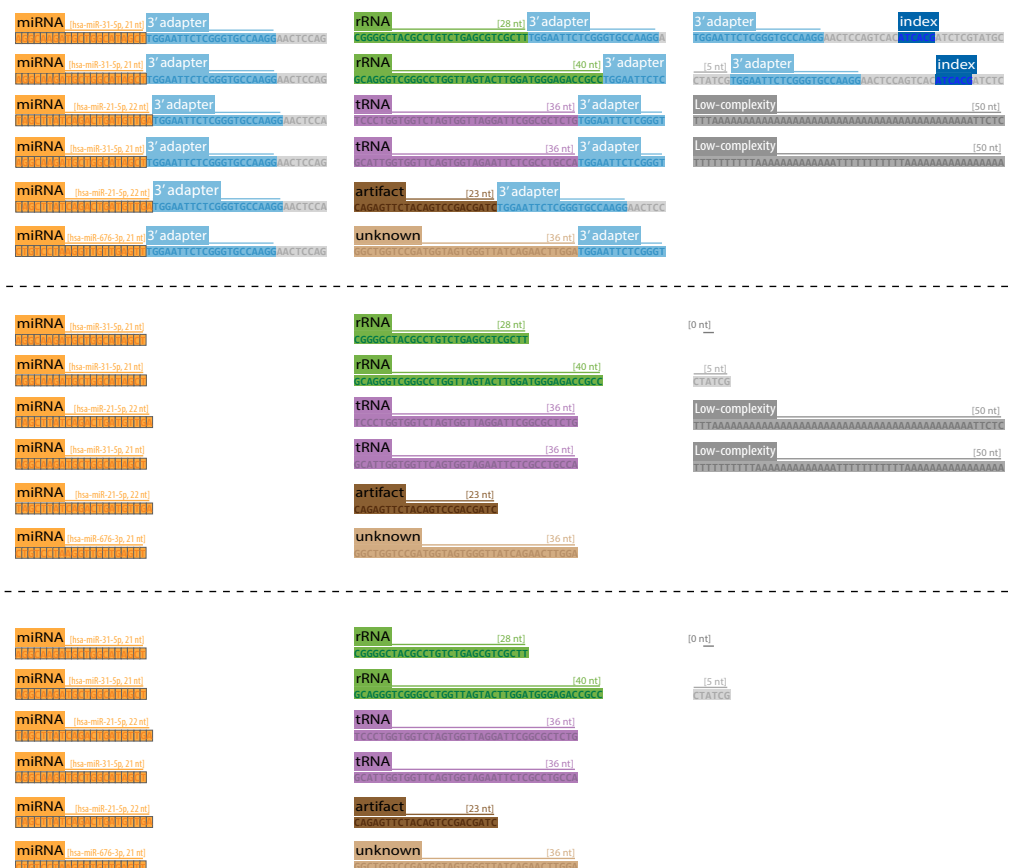 miRNA [hsa-miR-31-5p, 21 nt] 3’ adapter rRNA [28 nt] 3’ adapter 3’ adapter index
TGGAATTCTCGGGTGCCAAGGAACTCCAG CGGGGCTACGCCTGTCTGAGCGTCGCTTTGGAATTCTCGGGTGCCAAGGA TGGAATTCTCGGGTGCCAAGGAACTCCAGTCACATCACGATCTCGTATGC
miRNA [hsa-miR-31-5p, 21 nt] 3’ adapter rRNA [40 nt] 3’ adapter [5 nt] 3’ adapter index
TGGAATTCTCGGGTGCCAAGGAACTCCAG GCAGGGTCGGGCCTGGTTAGTACTTGGATGGGAGACCGCCTGGAATTCTC CTATCGTGGAATTCTCGGGTGCCAAGGAACTCCAGTCACATCACGATCTC
miRNA [hsa-miR-21-5p, 22 nt] 3’ adapter tRNA [36 nt] 3’ adapter Low-complexity [50 nt]
TGGAATTCTCGGGTGCCAAGGAACTCCA TCCCTGGTGGTCTAGTGGTTAGGATTCGGCGCTCTGTGGAATTCTCGGGT TTTAAAAAAAAAAAAAAAAAAAAAAAAAAAAAAAAAAAAAAAAAATTCTC
miRNA [hsa-miR-31-5p, 21 nt] 3’ adapter tRNA [36 nt] 3’ adapter Low-complexity [50 nt]
TGGAATTCTCGGGTGCCAAGGAACTCCAG GCATTGGTGGTTCAGTGGTAGAATTCTCGCCTGCCATGGAATTCTCGGGT TTTTTTTTTTAAAAAAAAAAAAATTTTTTTTTTTAAAAAAAAAAAAAAAA
miRNA [hsa-miR-21-5p, 22 nt] 3’ adapter artifact [23 nt] 3’ adapter
TGGAATTCTCGGGTGCCAAGGAACTCCA CAGAGTTCTACAGTCCGACGATCTGGAATTCTCGGGTGCCAAGGAACTCC
miRNA [hsa-miR-676-3p, 21 nt] 3’ adapter unknown [36 nt] 3’ adapter
TGGAATTCTCGGGTGCCAAGGAACTCCAG GGCTGGTCCGATGGTAGTGGGTTATCAGAACTTGGATGGAATTCTCGGGT
miRNA [hsa-miR-31-5p, 21 nt] rRNA [28 nt] [0 nt]
CGGGGCTACGCCTGTCTGAGCGTCGCTT
miRNA [hsa-miR-31-5p, 21 nt] rRNA [40 nt] [5 nt]
GCAGGGTCGGGCCTGGTTAGTACTTGGATGGGAGACCGCC CTATCG
miRNA [hsa-miR-21-5p, 22 nt] tRNA [36 nt] Low-complexity [50 nt]
TCCCTGGTGGTCTAGTGGTTAGGATTCGGCGCTCTG TTTAAAAAAAAAAAAAAAAAAAAAAAAAAAAAAAAAAAAAAAAAATTCTC
miRNA [hsa-miR-31-5p, 21 nt] tRNA [36 nt] Low-complexity [50 nt]
GCATTGGTGGTTCAGTGGTAGAATTCTCGCCTGCCA TTTTTTTTTTAAAAAAAAAAAAATTTTTTTTTTTAAAAAAAAAAAAAAAA
miRNA [hsa-miR-21-5p, 22 nt] artifact [23 nt]
CAGAGTTCTACAGTCCGACGATC
miRNA [hsa-miR-676-3p, 21 nt] unknown [36 nt]
GGCTGGTCCGATGGTAGTGGGTTATCAGAACTTGGA
miRNA [hsa-miR-31-5p, 21 nt] rRNA [28 nt] [0 nt]
CGGGGCTACGCCTGTCTGAGCGTCGCTT
miRNA [hsa-miR-31-5p, 21 nt] rRNA [40 nt] [5 nt]
GCAGGGTCGGGCCTGGTTAGTACTTGGATGGGAGACCGCC CTATCG
miRNA [hsa-miR-21-5p, 22 nt] tRNA [36 nt]
TCCCTGGTGGTCTAGTGGTTAGGATTCGGCGCTCTG
miRNA [hsa-miR-31-5p, 21 nt] tRNA [36 nt]
GCATTGGTGGTTCAGTGGTAGAATTCTCGCCTGCCA
miRNA [hsa-miR-21-5p, 22 nt] artifact [23 nt]
CAGAGTTCTACAGTCCGACGATC
miRNA [hsa-miR-676-3p, 21 nt] unknown [36 nt]
GGCTGGTCCGATGGTAGTGGGTTATCAGAACTTGGA